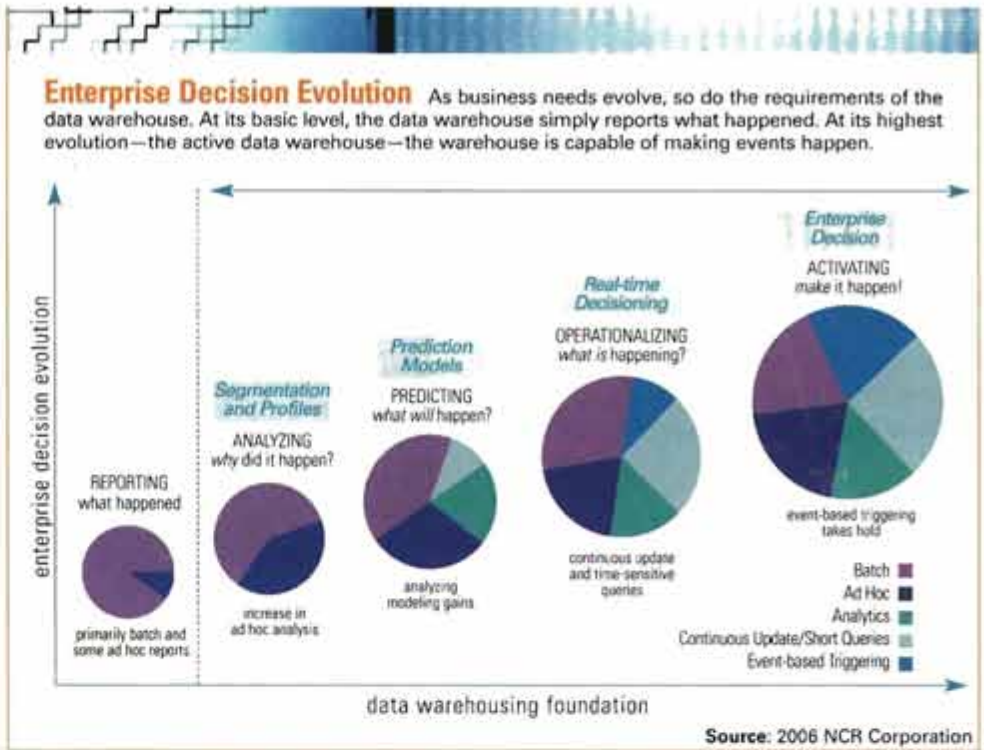 Enterprise Decision Evolution As business needs evolve, so do the requirements of the
data warehouse. At its basic level, the data warehouse simply reports what happened. At its highest
evolution—the active data warehouse—the warehouse is capable of making events happen.
enterprise decision evolution
REPORTING
what happened
primarily batch and
some ad hoc reports
Segmentation
and Profiles
ANALYZING
why did it happen?
increase in
ad hoc analysis
Prediction
Models
PREDICTING
what will happen?
analyzing
modeling gains
Real-time
Decisioning
OPERATIONALIZING
what is happening?
continuous update
and time-sensitive
queries
Enterprise
Decision
ACTIVATING
make it happen!
event-based triggering
takes hold
Batch
Ad Hoc
Analytics
Continuous Update/Short Queries
Event-based Triggering
data warehousing foundation
Source: 2006 NCR Corporation